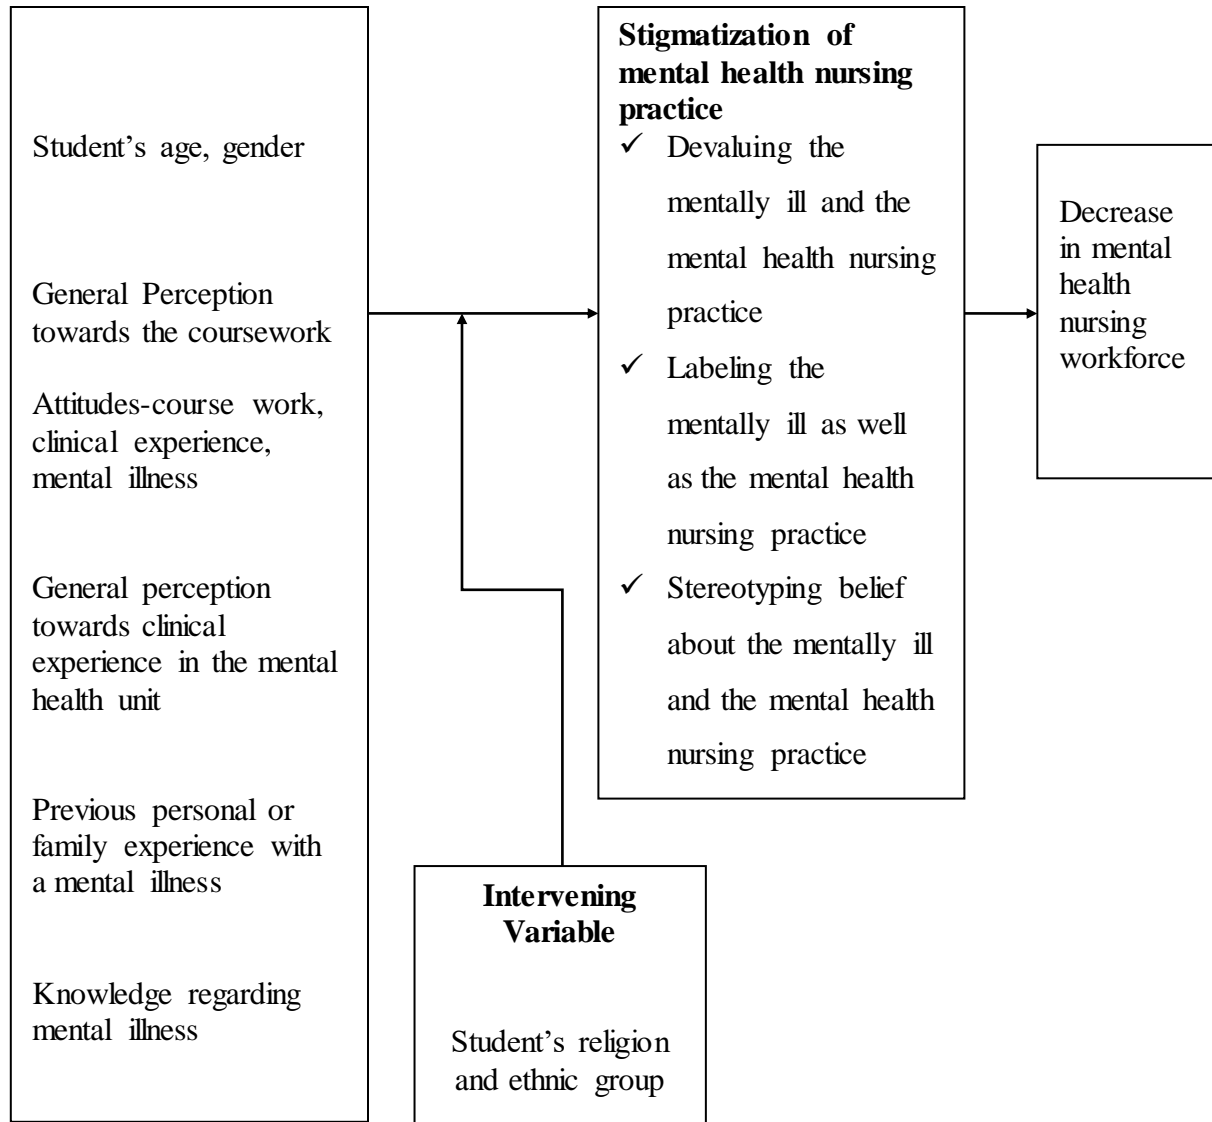 Student’s age, gender
General Perception
towards the coursework
Attitudes-course work,
clinical experience,
mental illness
General perception
towards clinical
experience in the mental
health unit
Previous personal or
family experience with
a mental illness
Knowledge regarding
mental illness
Stigmatization of
mental health nursing
practice
✓ Devaluing the
mentally ill and the
mental health nursing
practice
✓ Labeling the
mentally ill as well
as the mental health
nursing practice
✓ Stereotyping belief
about the mentally ill
and the mental health
nursing practice
Decrease
in mental
health
nursing
workforce
Intervening
Variable
Student’s religion
and ethnic group